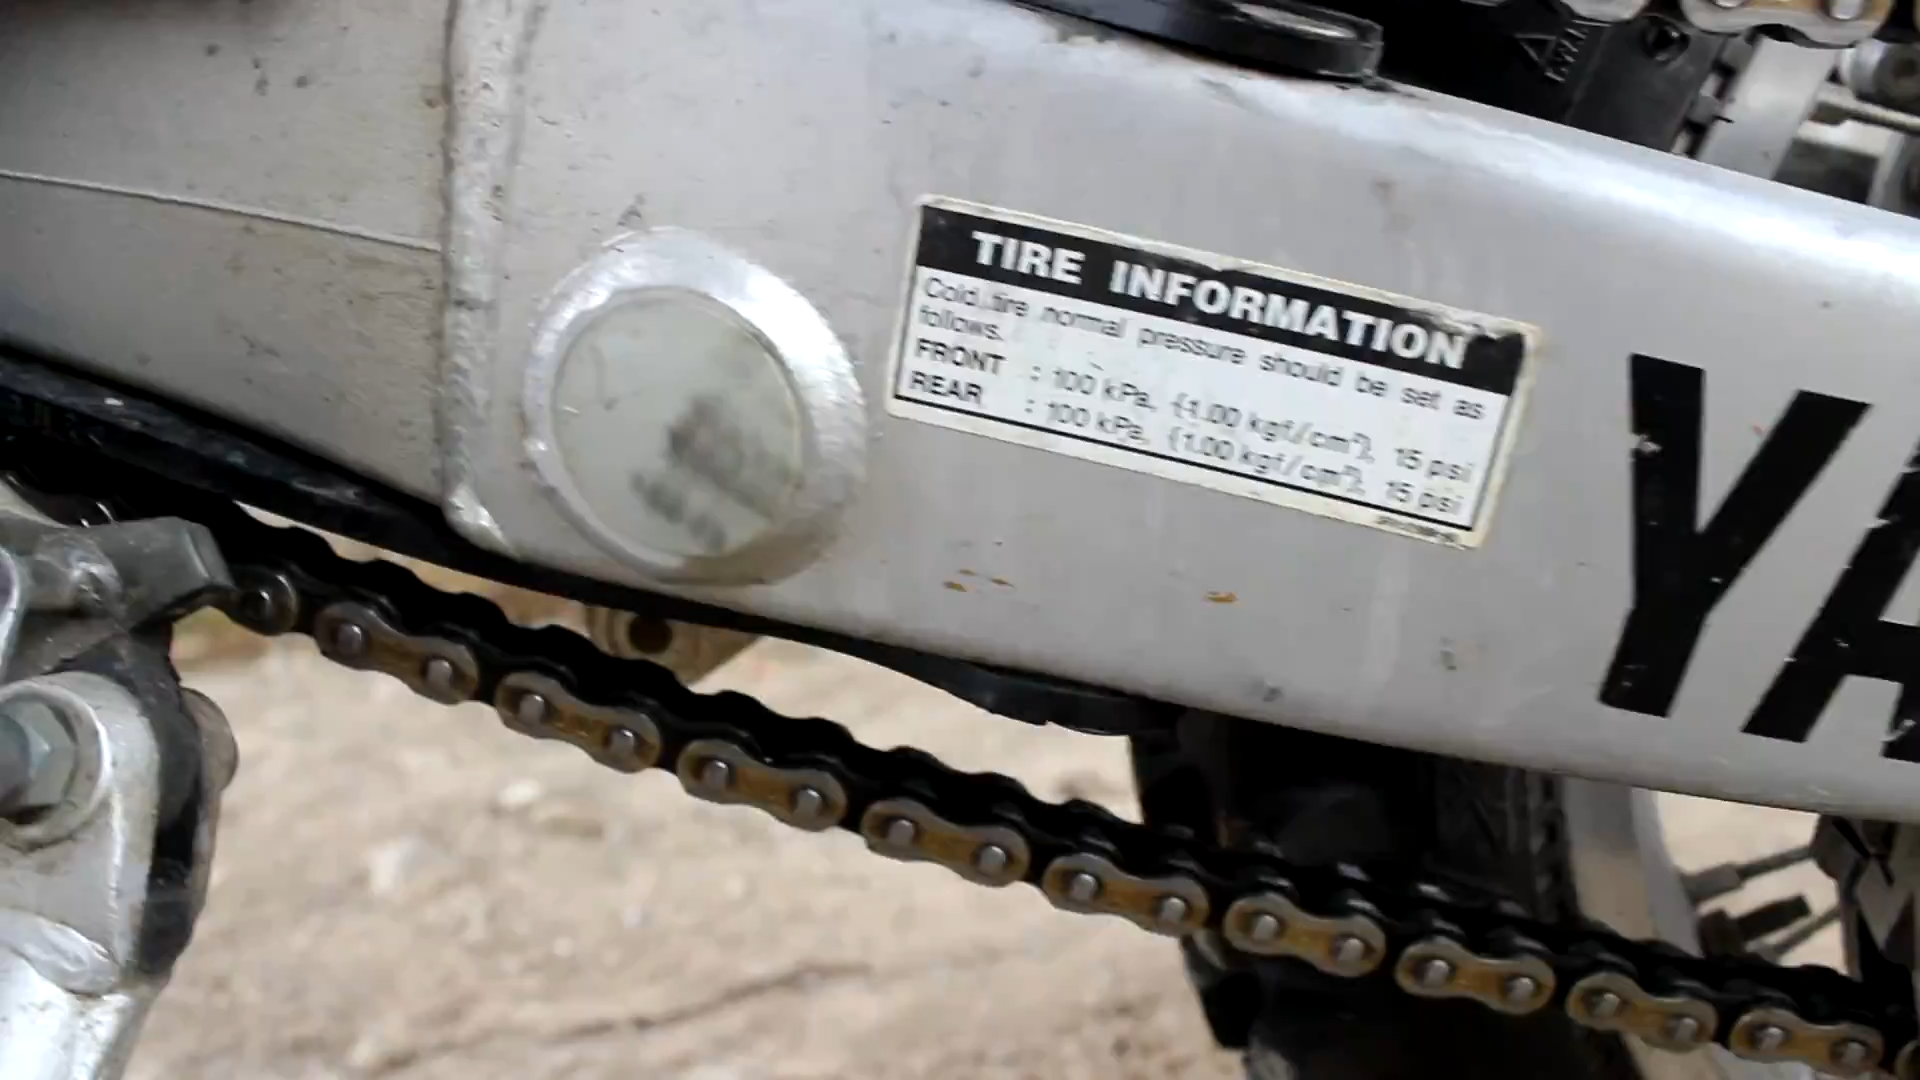 TIRE INFORMATION
Cold tire normal pressure should be set as
follows.
FRONT : 100 kPa, {1.00 kgf/cm²}, 15 psi
REAR : 100 kPa, {1.00 kgf/cm²}, 15 psi
YA